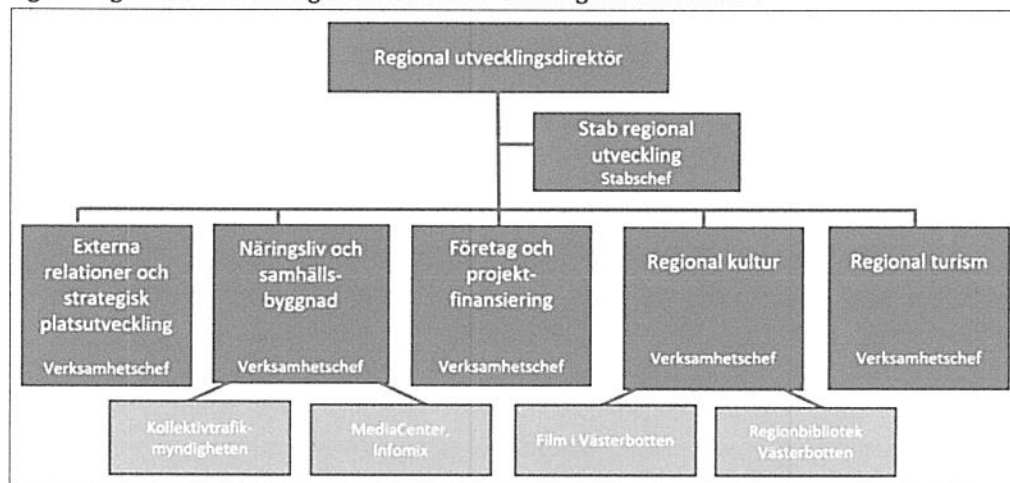 Regional utvecklingsdirektör
Stab regional
utveckling
Stabschef
Externa
relationer och
strategisk
platsutveckling
Verksamhetschef
Näringsliv och
samhälls-
byggnad
Verksamhetschef
Företag och
projekt-
finansiering
Verksamhetschef
Regional kultur
Verksamhetschef
Regional turism
Verksamhetschef
Kollektivtrafik-
myndigheten
MediaCenter,
Infomix
Film i Västerbotten
Regionbibliotek
Västerbotten